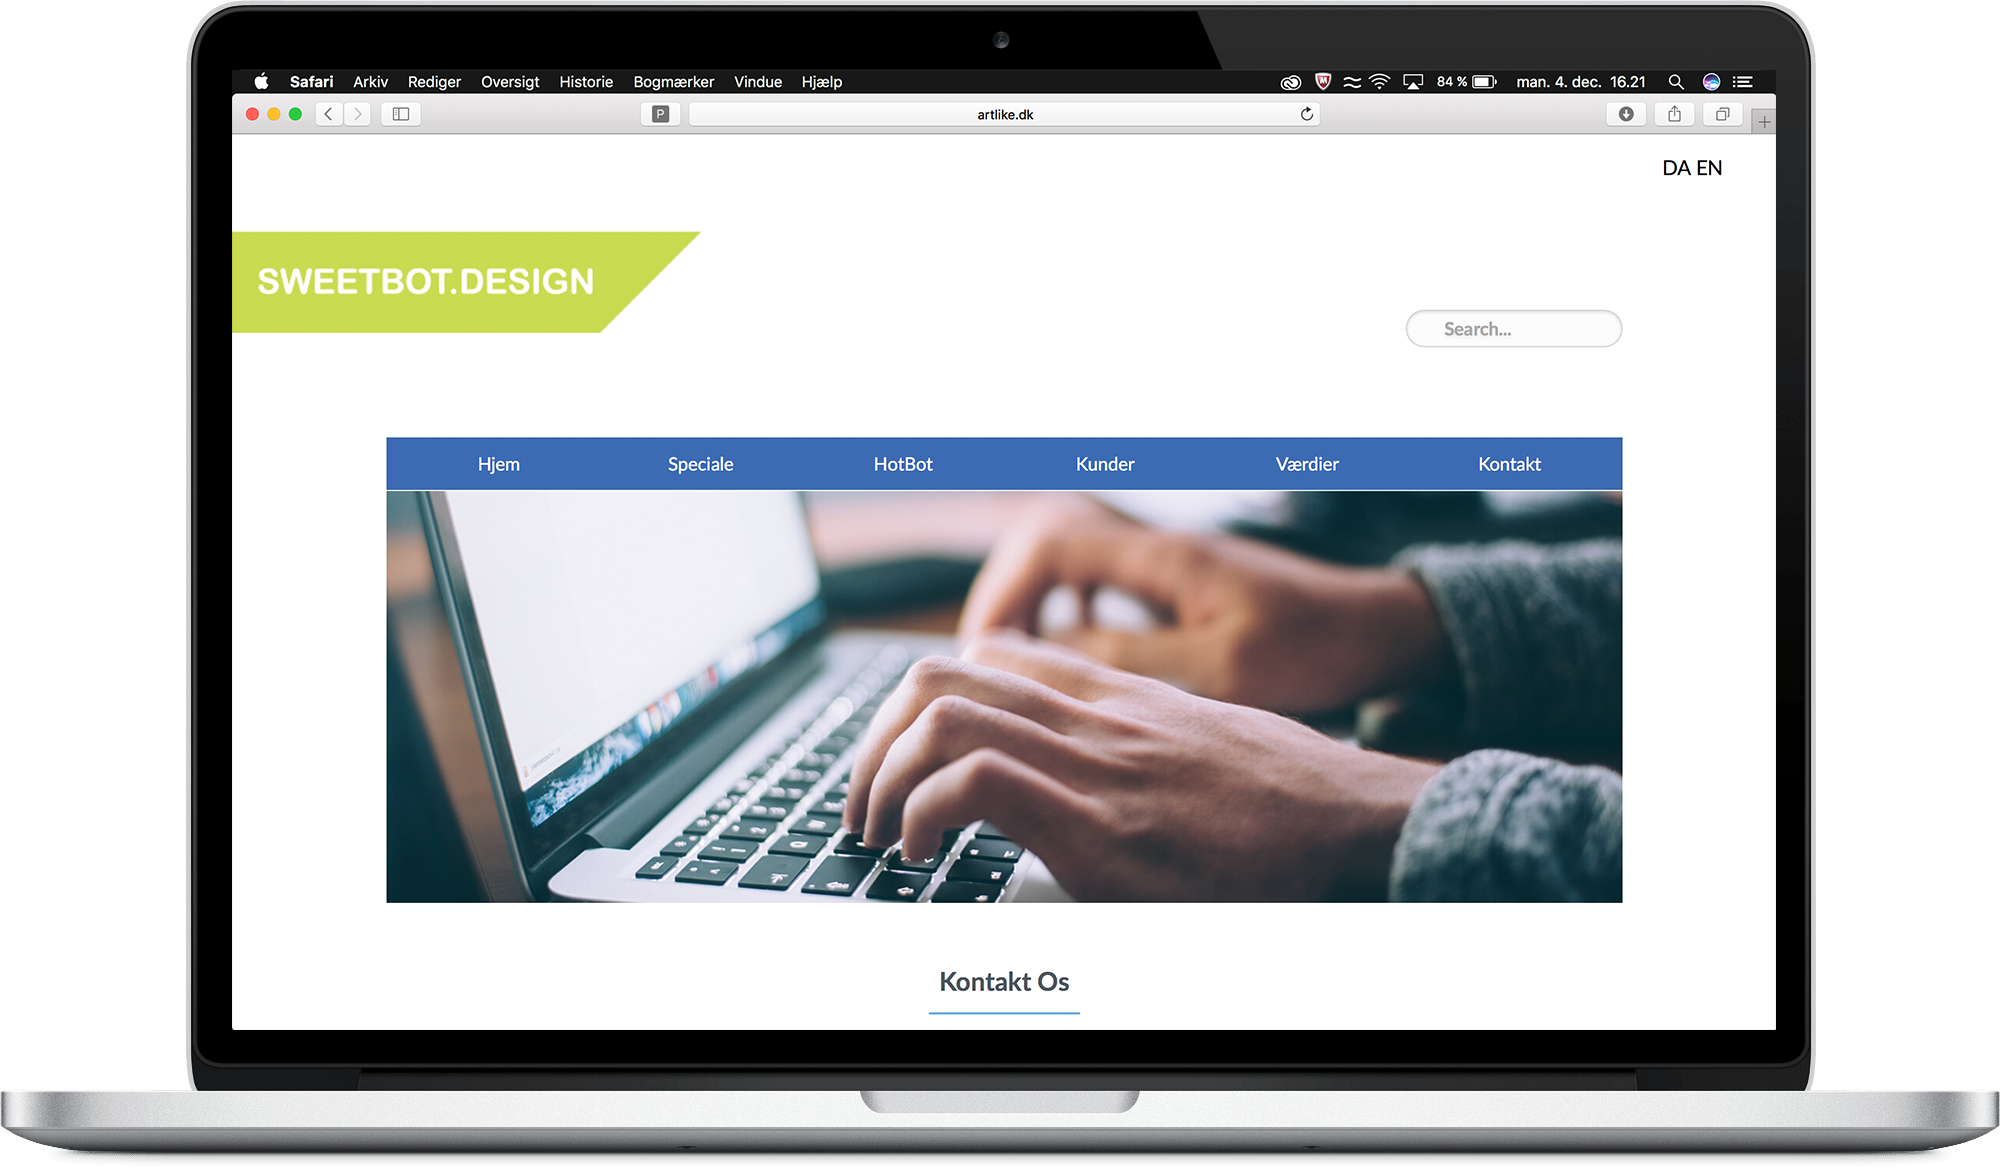 Safari Arkiv Rediger Oversigt Historie Bogmærker Vindue Hjælp 84 % man. 4. dec. 16.21
P artlike.dk
DA EN
SWEETBOT.DESIGN
Search...
Hjem Speciale HotBot Kunder Værdier Kontakt
Kontakt Os